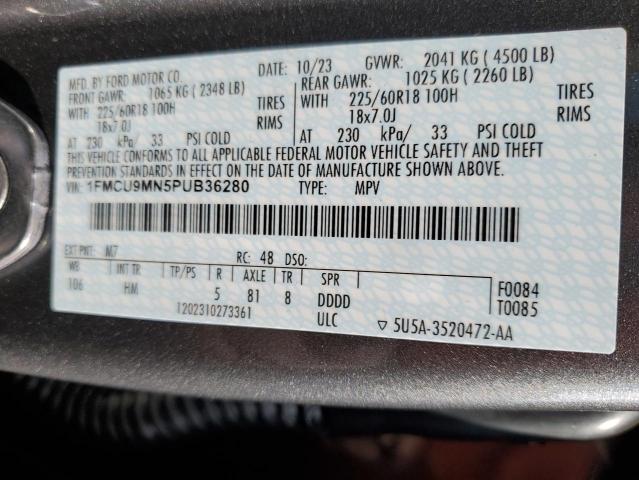 MFD. BY FORD MOTOR CO.
DATE: 10/23 GVWR: 2041 KG ( 4500 LB)
FRONT GAWR: 1065 KG ( 2348 LB)
REAR GAWR: 1025 KG ( 2260 LB)
WITH 225/60R18 100H TIRES
WITH 225/60R18 100H TIRES
18x7.0J RIMS
18x7.0J RIMS
AT 230 kPa/ 33 PSI COLD
AT 230 kPa/ 33 PSI COLD
THIS VEHICLE CONFORMS TO ALL APPLICABLE FEDERAL MOTOR VEHICLE SAFETY AND THEFT
PREVENTION STANDARDS IN EFFECT ON THE DATE OF MANUFACTURE SHOWN ABOVE.
VIN: 1FMCU9MN5PUB36280 TYPE: MPV
EXT PNT: M7 RC: 48 DSO:
WB INT TR TP/PS R AXLE TR SPR
106 HM 5 81 8 DDDD
F0084
T0085
1202310273361 ULC
5U5A-3520472-AA